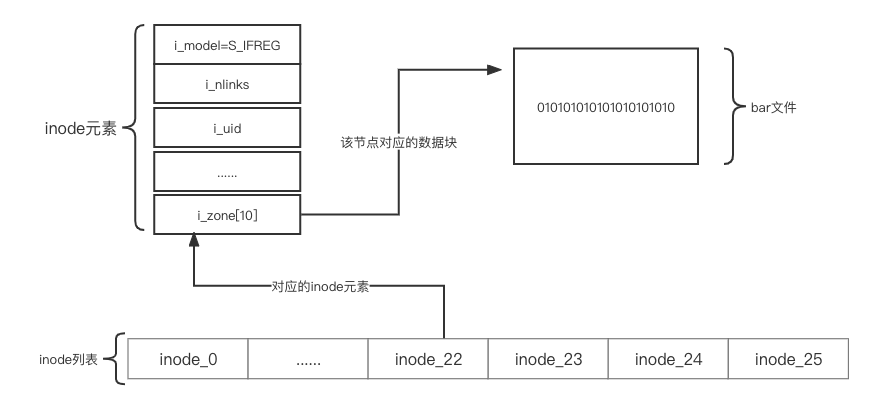 i_model=S_IFREG
i_nlinks
i_uid
......
i_zone[10]
inode元素
该节点对应的数据块
010101010101010101010
bar文件
对应的inode元素
inode列表
inode_0
......
inode_22
inode_23
inode_24
inode_25